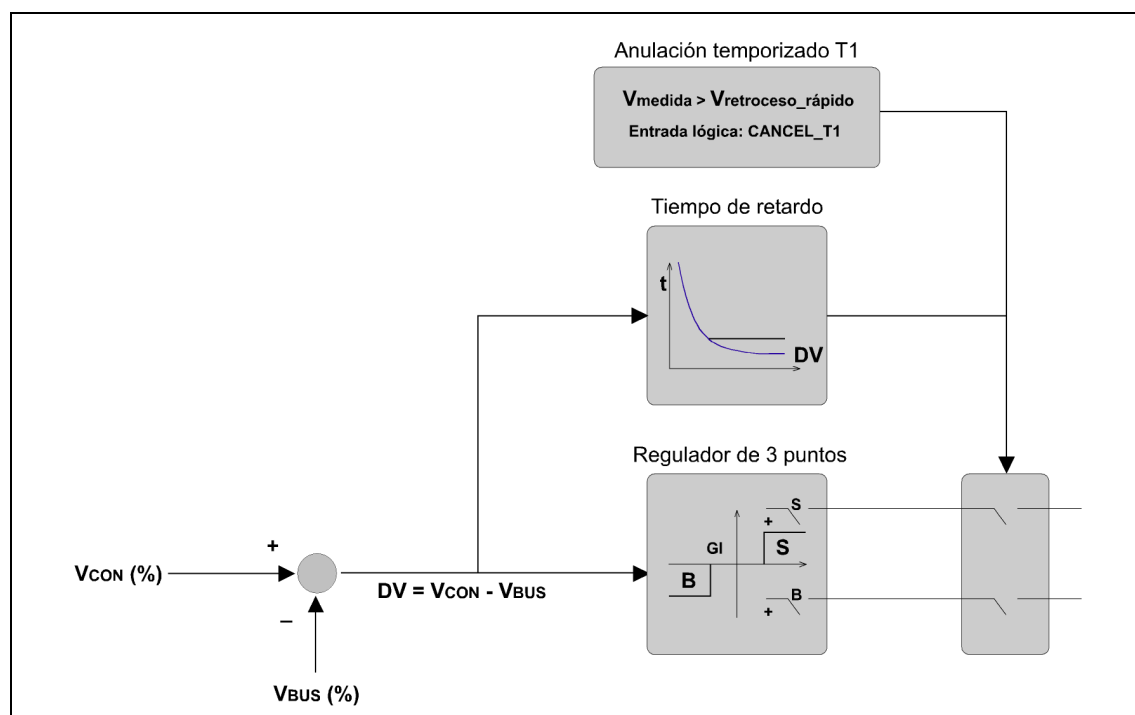 Anulación temporizado T1
Vmedida > Vretroceso_rápido
Entrada lógica: CANCEL_T1
Tiempo de retardo
t
DV
Regulador de 3 puntos
S
+
GI
S
B
B
+
+
VCON (%)
DV = VCON - VBUS
–
VBUS (%)